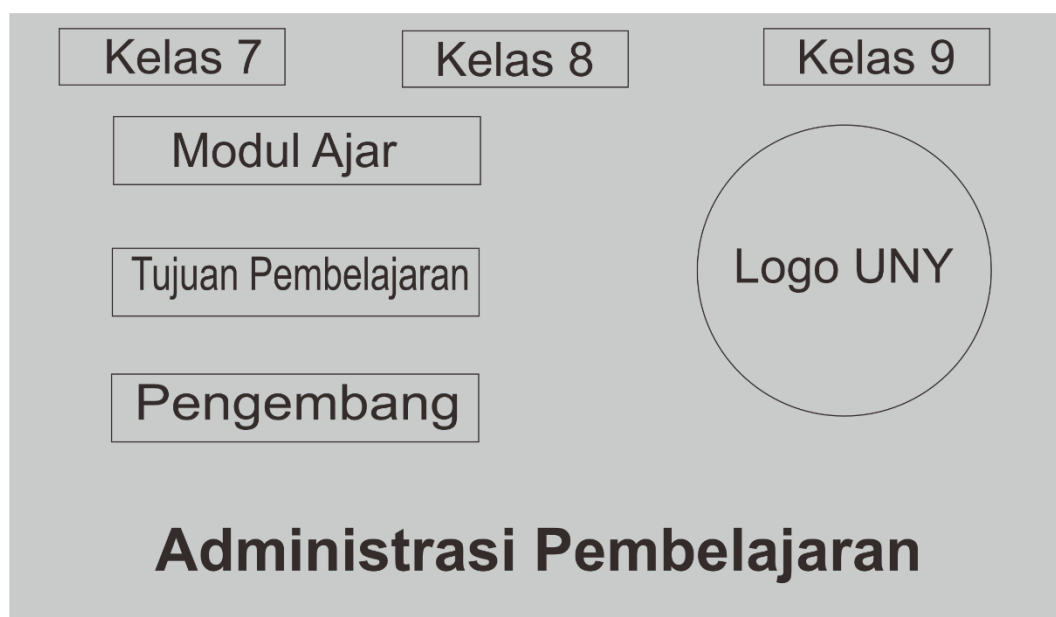 Kelas 7
Kelas 8
Kelas 9
Modul Ajar
Tujuan Pembelajaran
Pengembang
Logo UNY
Administrasi Pembelajaran